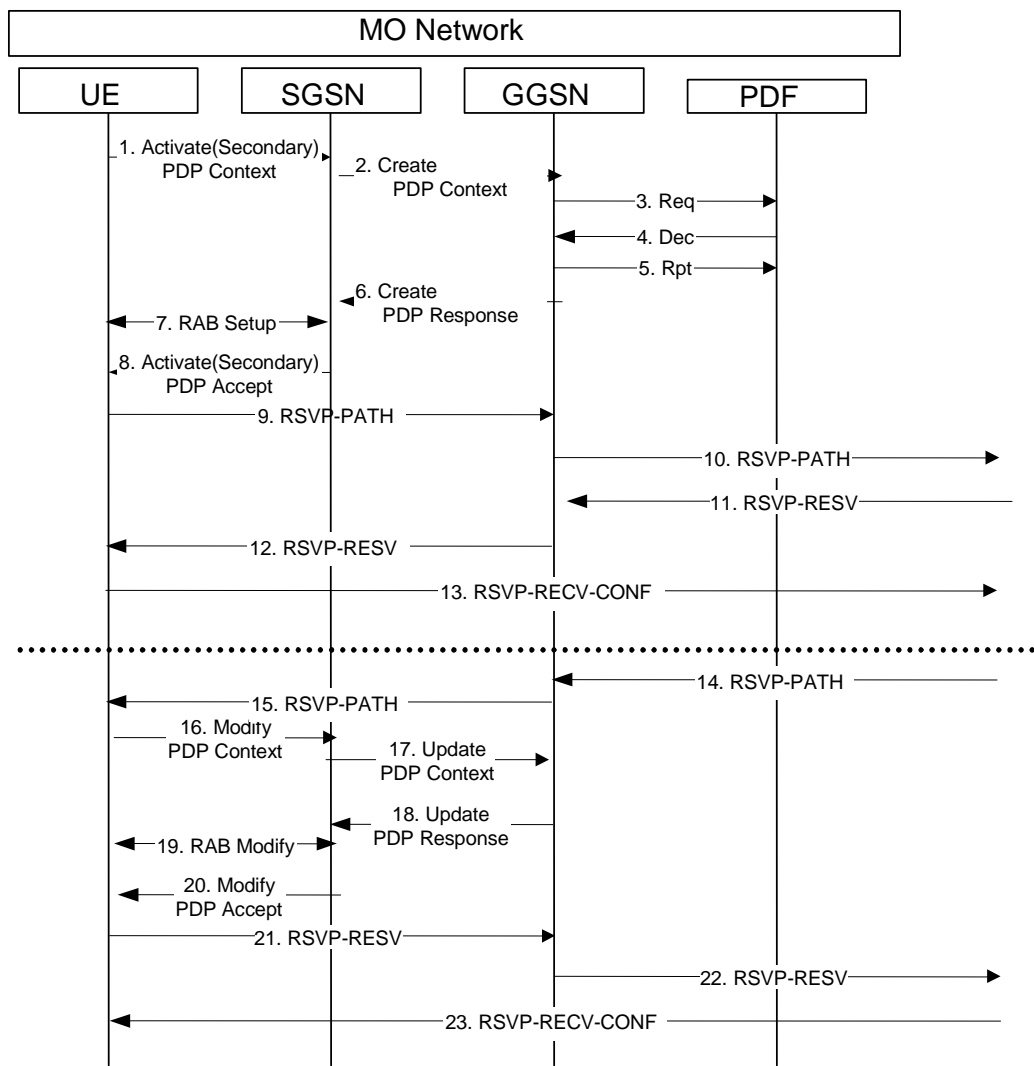 MO Network
UE
SGSN
GGSN
PDF
1. Activate(Secondary)
PDP Context
2. Create
PDP Context
3. Req
4. Dec
5. Rpt
6. Create
PDP Response
7. RAB Setup
8. Activate(Secondary)
PDP Accept
9. RSVP-PATH
10. RSVP-PATH
11. RSVP-RESV
12. RSVP-RESV
13. RSVP-RECV-CONF
14. RSVP-PATH
15. RSVP-PATH
16. Modify
PDP Context
17. Update
PDP Context
18. Update
PDP Response
19. RAB Modify
20. Modify
PDP Accept
21. RSVP-RESV
22. RSVP-RESV
23. RSVP-RECV-CONF